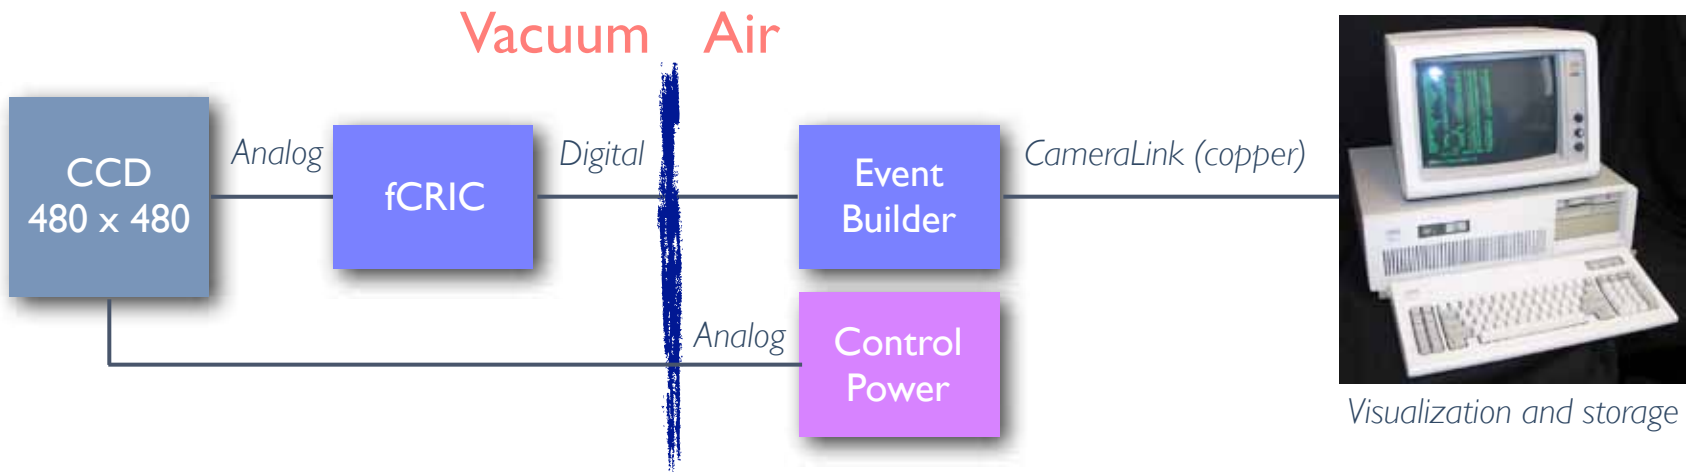 Vacuum Air
CCD
480 x 480
Analog
fCRIC
Digital
Event
Builder
CameraLink (copper)
Analog
Control
Power
Visualization and storage